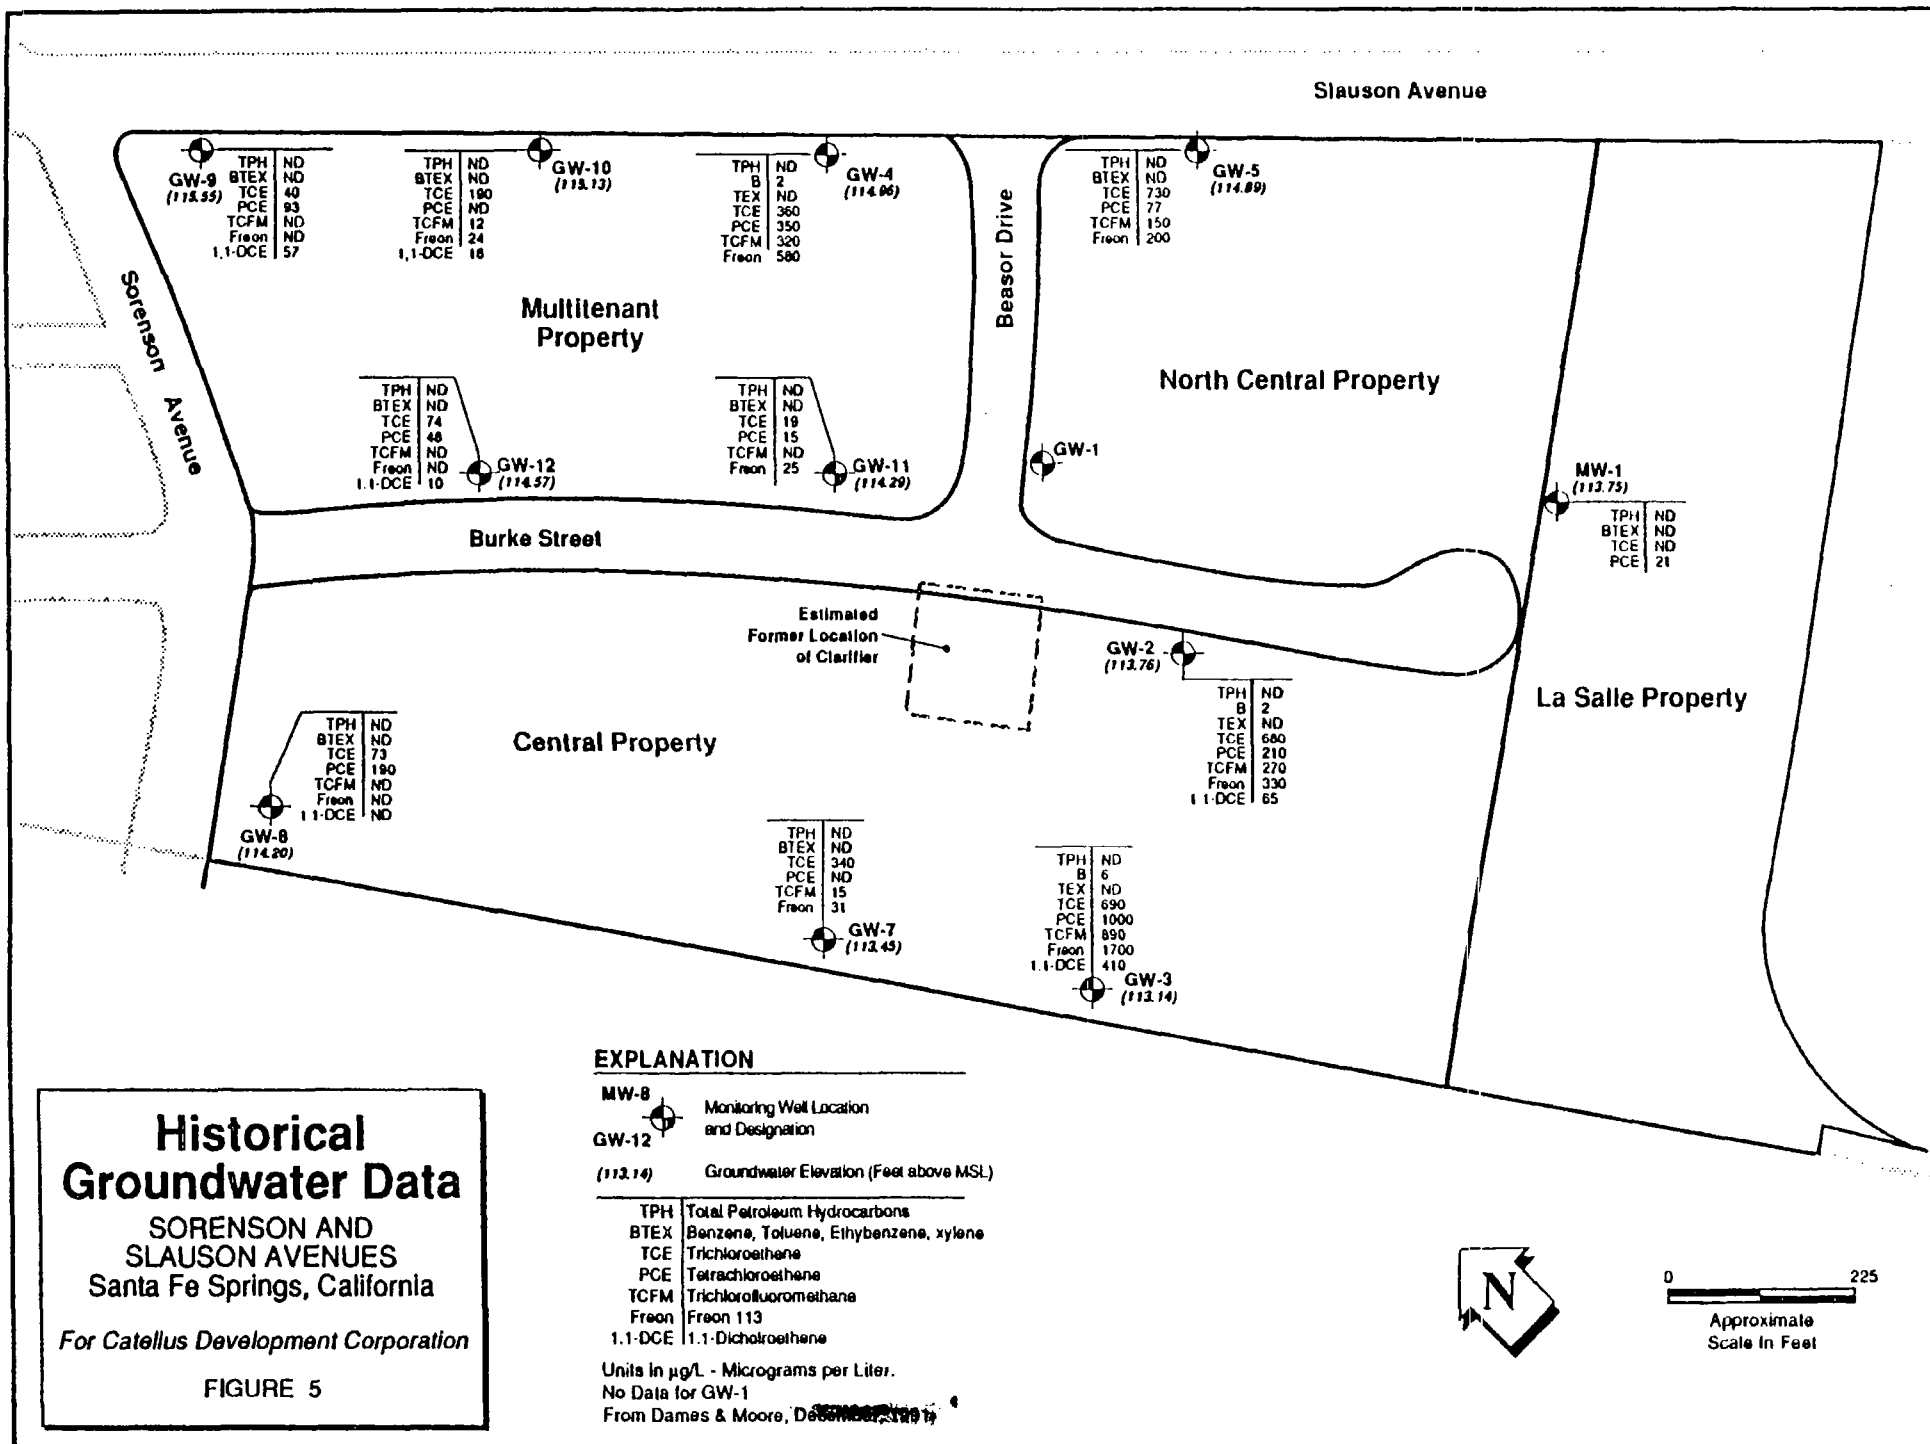 Slauson Avenue
GW-9
(115.55)
TPH ND
BTEX ND
TCE 40
PCE 93
TCFM ND
Freon ND
1,1-DCE 57
TPH ND
BTEX ND
TCE 190
PCE ND
TCFM 12
Freon 24
1,1-DCE 16
GW-10
(115.13)
TPH ND
B 2
TEX ND
TCE 360
PCE 350
TCFM 320
Freon 580
GW-4
(114.96)
TPH ND
BTEX ND
TCE 730
PCE 77
TCFM 150
Freon 200
GW-5
(114.89)
Sorenson Avenue
Multitenant
Property
Beasor Drive
North Central Property
TPH ND
BTEX ND
TCE 74
PCE 48
TCFM ND
Freon ND
1.1-DCE 10
GW-12
(114.57)
TPH ND
BTEX ND
TCE 19
PCE 15
TCFM ND
Freon 25
GW-11
(114.29)
GW-1
MW-1
(113.75)
TPH ND
BTEX ND
TCE ND
PCE 21
Burke Street
Estimated
Former Location
of Clarifier
GW-2
(113.76)
TPH ND
B 2
TEX ND
TCE 680
PCE 210
TCFM 270
Freon 330
1 1-DCE 65
La Salle Property
Central Property
TPH ND
BTEX ND
TCE 73
PCE 190
TCFM ND
Freon ND
1 1-DCE ND
GW-8
(114.20)
TPH ND
BTEX ND
TCE 340
PCE ND
TCFM 15
Freon 31
GW-7
(113.45)
TPH ND
B 6
TEX ND
TCE 690
PCE 1000
TCFM 890
Freon 1700
1.1-DCE 410
GW-3
(113.14)
EXPLANATION
MW-8
GW-12
Monitoring Well Location
and Designation
(113.14) Groundwater Elevation (Feet above MSL)
TPH Total Petroleum Hydrocarbons
BTEX Benzene, Toluene, Ethybenzene, xylene
TCE Trichloroethene
PCE Tetrachloroethene
TCFM Trichlorofluoromethane
Freon Freon 113
1.1-DCE 1.1-Dicholroethene
Units in µg/L - Micrograms per Liter.
No Data for GW-1
From Dames & Moore, December, 1991
Historical
Groundwater Data
SORENSON AND
SLAUSON AVENUES
Santa Fe Springs, California
For Catellus Development Corporation
FIGURE 5
N
0 225
Approximate
Scale In Feet